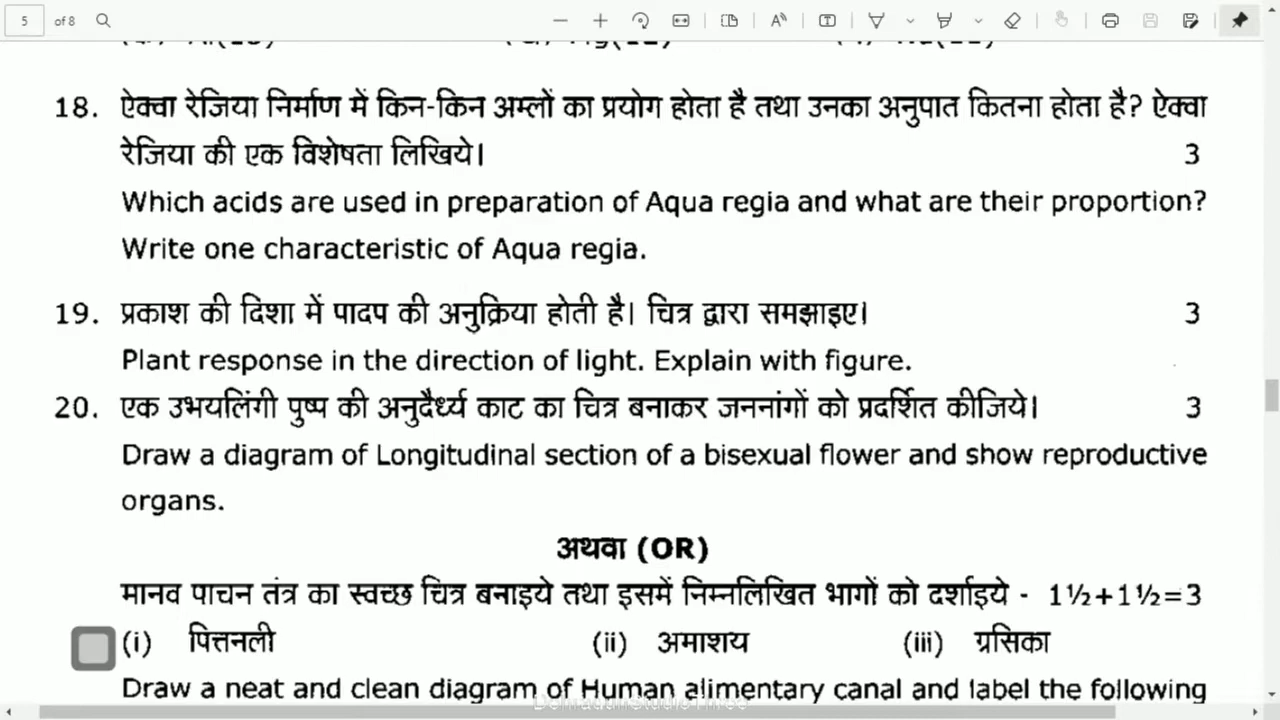 5 of 8
18. ऐक्वा रेजिया निर्माण में किन-किन अम्लों का प्रयोग होता है तथा उनका अनुपात कितना होता है? ऐक्वा
रेजिया की एक विशेषता लिखिये। 3
Which acids are used in preparation of Aqua regia and what are their proportion?
Write one characteristic of Aqua regia.
19. प्रकाश की दिशा में पादप की अनुक्रिया होती है। चित्र द्वारा समझाइए। 3
Plant response in the direction of light. Explain with figure.
20. एक उभयलिंगी पुष्प की अनुदैर्ध्य काट का चित्र बनाकर जननांगों को प्रदर्शित कीजिये। 3
Draw a diagram of Longitudinal section of a bisexual flower and show reproductive
organs.
अथवा (OR)
मानव पाचन तंत्र का स्वच्छ चित्र बनाइये तथा इसमें निम्नलिखित भागों को दर्शाइये - 1½+1½=3
(i) पित्तनली (ii) अमाशय (iii) ग्रसिका
Draw a neat and clean diagram of Human alimentary canal and label the following